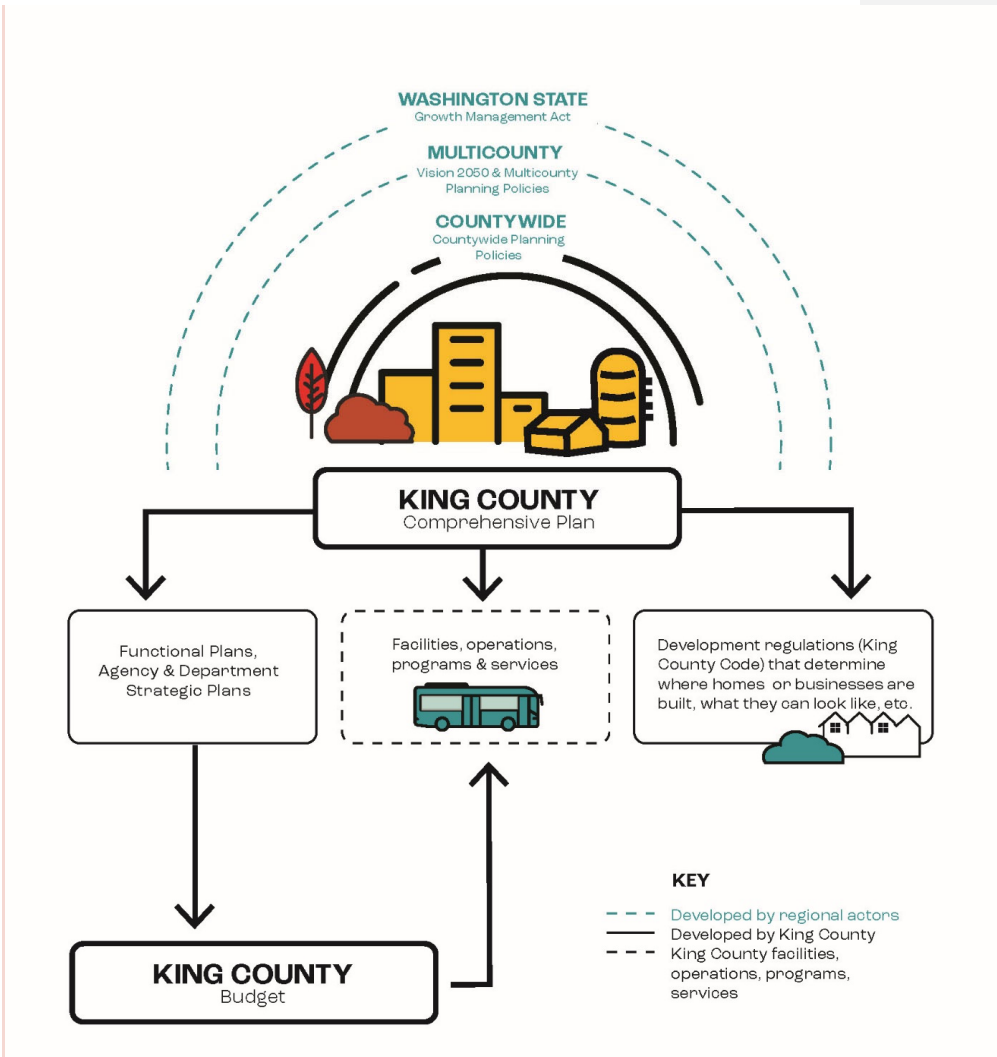 WASHINGTON STATE
Growth Management Act
MULTICOUNTY
Vision 2050 & Multicounty
Planning Policies
COUNTYWIDE
Countywide Planning
Policies
KING COUNTY
Comprehensive Plan
Functional Plans,
Agency & Department
Strategic Plans
Facilities, operations,
programs & services
Development regulations (King
County Code) that determine
where homes or businesses are
built, what they can look like, etc.
KING COUNTY
Budget
KEY
Developed by regional actors
Developed by King County
King County facilities,
operations, programs,
services